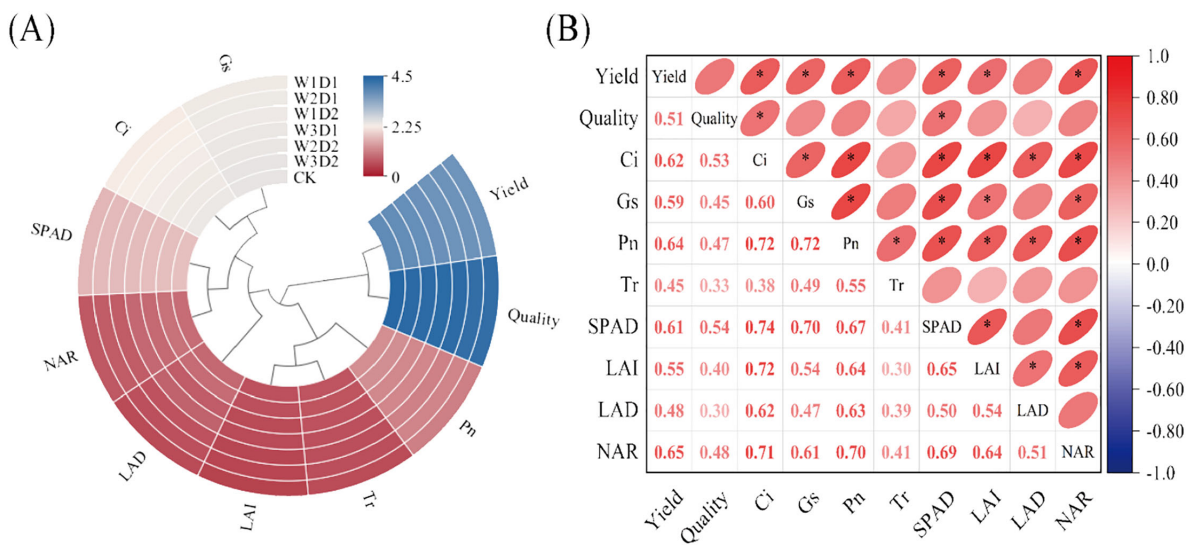 (A)
Gs
W1D1
W2D1
W1D2
W3D1
W2D2
W3D2
CK
4.5
2.25
0
Ci
SPAD
NAR
LAD
LAI
Tr
Pn
Quality
Yield
(B)
Yield Yield * * * * * *
Quality 0.51 Quality * *
Ci 0.62 0.53 Ci * * * * * *
Gs 0.59 0.45 0.60 Gs * * * *
Pn 0.64 0.47 0.72 0.72 Pn * * * * *
Tr 0.45 0.33 0.38 0.49 0.55 Tr
SPAD 0.61 0.54 0.74 0.70 0.67 0.41 SPAD * *
LAI 0.55 0.40 0.72 0.54 0.64 0.30 0.65 LAI * *
LAD 0.48 0.30 0.62 0.47 0.63 0.39 0.50 0.54 LAD
NAR 0.65 0.48 0.71 0.61 0.70 0.41 0.69 0.64 0.51 NAR
Yield Quality Ci Gs Pn Tr SPAD LAI LAD NAR
1.0
0.80
0.60
0.40
0.20
0.0
-0.20
-0.40
-0.60
-0.80
-1.0